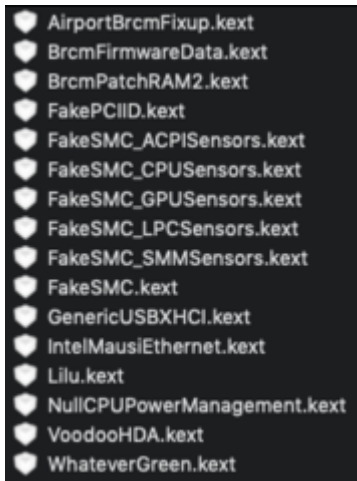 AirportBrcmFixup.kext
BrcmFirmwareData.kext
BrcmPatchRAM2.kext
FakePCIID.kext
FakeSMC_ACPISensors.kext
FakeSMC_CPUSensors.kext
FakeSMC_GPUSensors.kext
FakeSMC_LPCSensors.kext
FakeSMC_SMMSensors.kext
FakeSMC.kext
GenericUSBXHCI.kext
IntelMausiEthernet.kext
Lilu.kext
NullCPUPowerManagement.kext
VoodooHDA.kext
WhateverGreen.kext